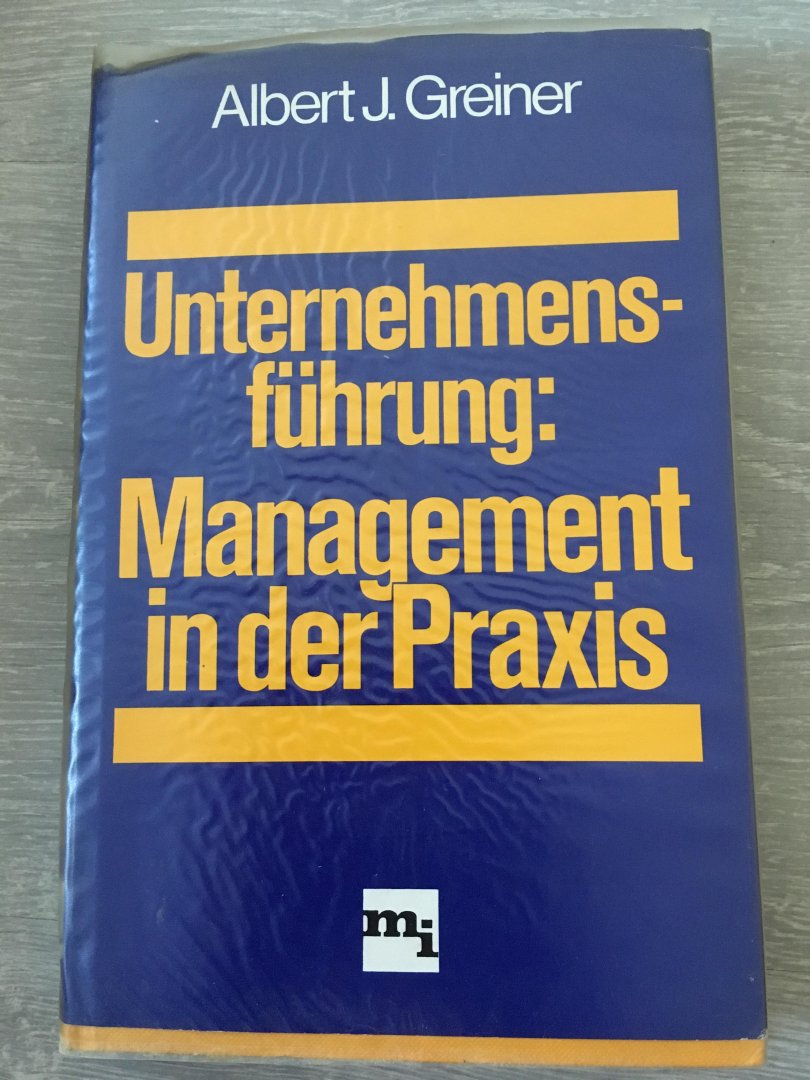 Albert J. Greiner
Unternehmens-
führung:
Management
in der Praxis
mi